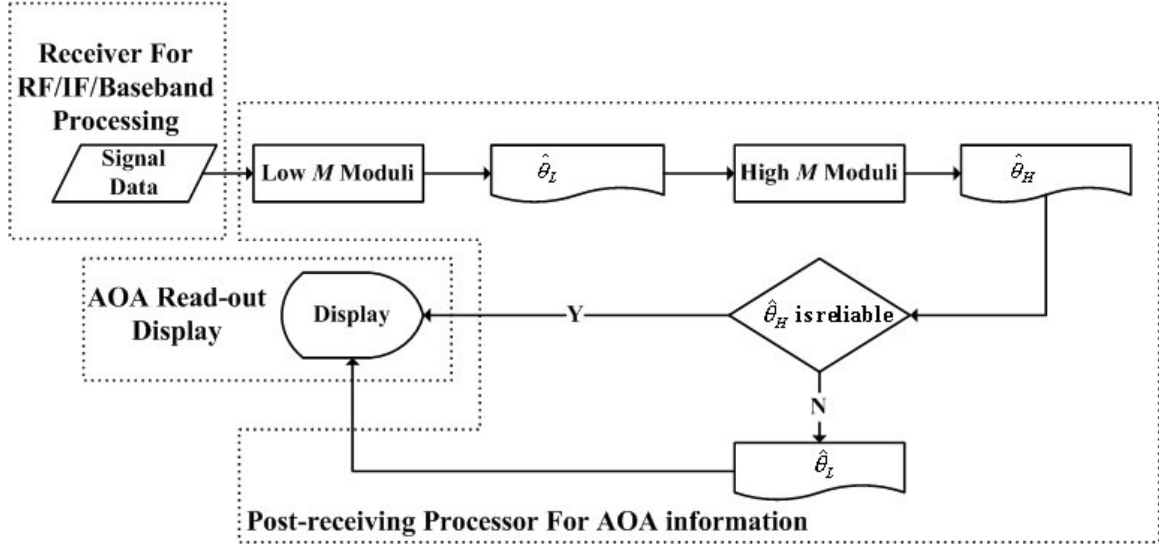 Receiver For
RF/IF/Baseband
Processing
Signal
Data
Low M Moduli
θ̂_L
High M Moduli
θ̂_H
AOA Read-out
Display
Display
Y
θ̂_H is reliable
N
θ̂_L
Post-receiving Processor For AOA information